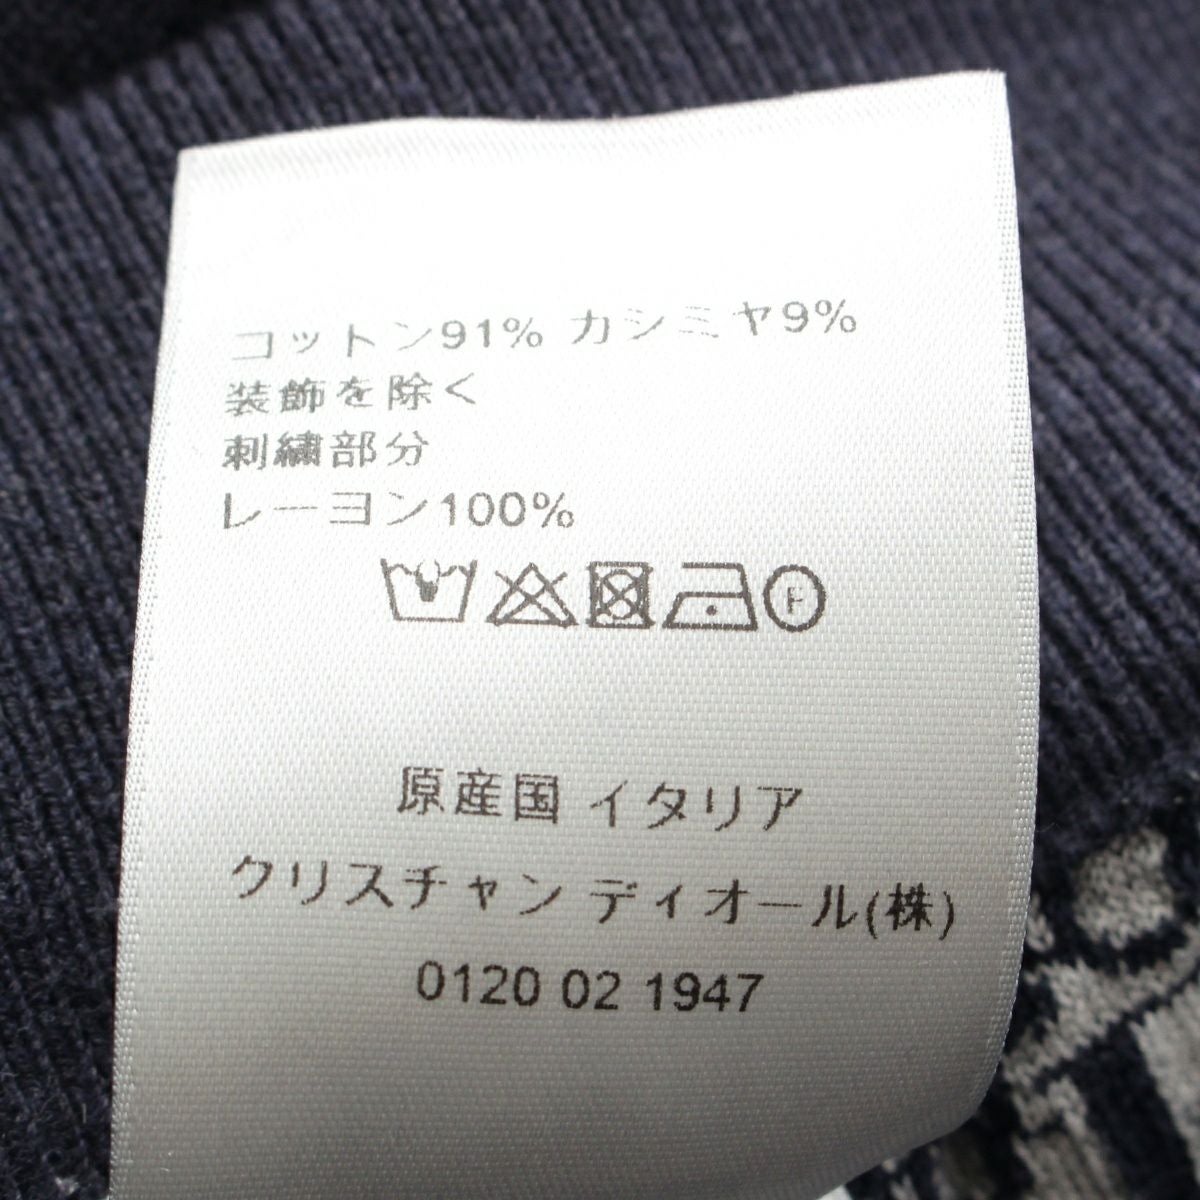 コットン91% カシミヤ9%
装飾を除く
刺繍部分
レーヨン100%
F
原産国 イタリア
クリスチャン ディオール(株)
0120 02 1947